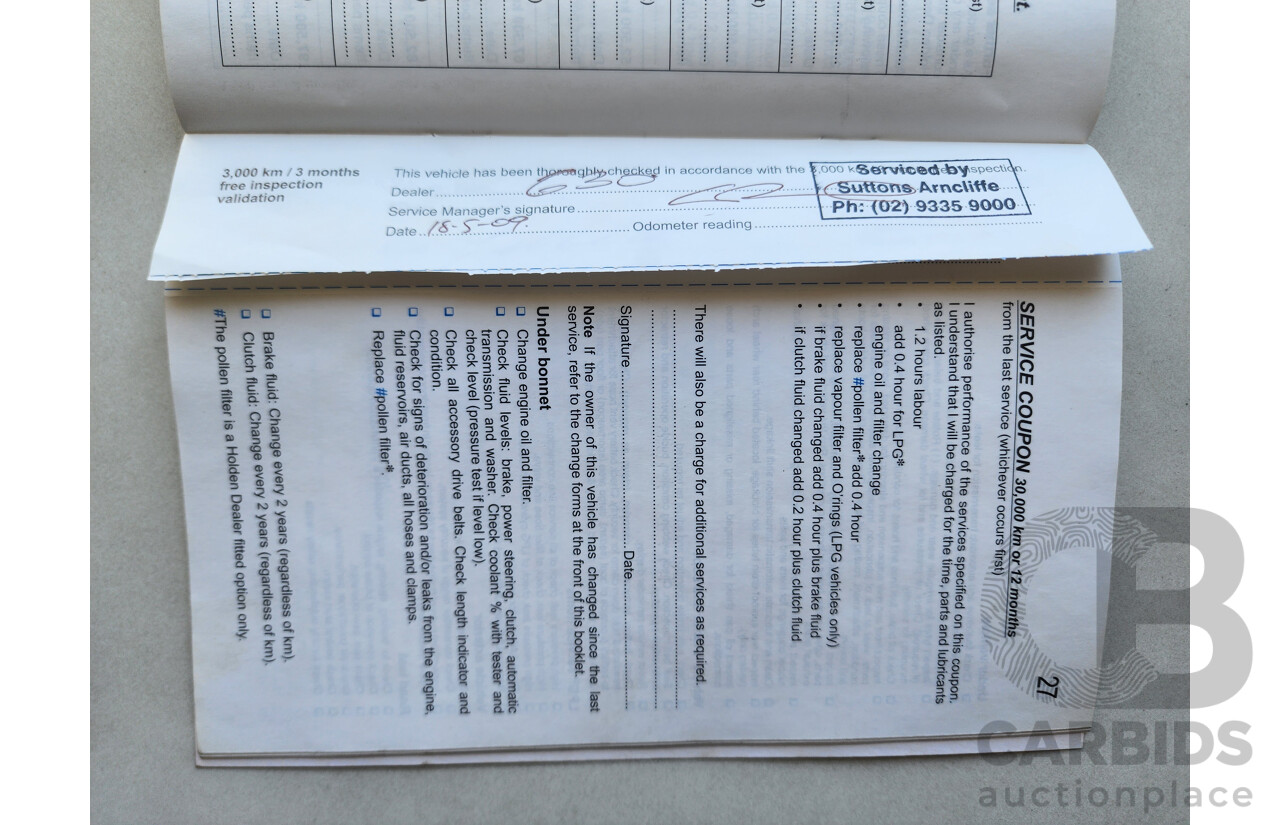 3,000 km / 3 months
free inspection
validation
This vehicle has been thoroughly checked in accordance with the 3,000 km inspection.
Dealer
Service Manager's signature
Date 18-5-09. Odometer reading
Serviced by
Suttons Arncliffe
Ph: (02) 9335 9000
27
SERVICE COUPON 30,000 km or 12 months
from the last service (whichever occurs first)
I authorise performance of the services specified on this coupon.
I understand that I will be charged for the time, parts and lubricants
as listed.
• 1.2 hours labour
• add 0.4 hour for LPG*
• engine oil and filter change
• replace #pollen filter* add 0.4 hour
• replace vapour filter and O'rings (LPG vehicles only)
• if brake fluid changed add 0.4 hour plus brake fluid
• if clutch fluid changed add 0.2 hour plus clutch fluid
There will also be a charge for additional services as required.
Signature Date
Note If the owner of this vehicle has changed since the last
service, refer to the change forms at the front of this booklet.
Under bonnet
❑ Change engine oil and filter.
❑ Check fluid levels: brake, power steering, clutch, automatic
transmission and washer. Check coolant % with tester and
check level (pressure test if level low).
❑ Check all accessory drive belts. Check length indicator and
condition.
❑ Check for signs of deterioration and/or leaks from the engine,
fluid reservoirs, air ducts, all hoses and clamps.
❑ Replace #pollen filter*.
❑ Brake fluid: Change every 2 years (regardless of km).
❑ Clutch fluid: Change every 2 years (regardless of km).
#The pollen filter is a Holden Dealer fitted option only.
CB
CARBIDS
auctionplace